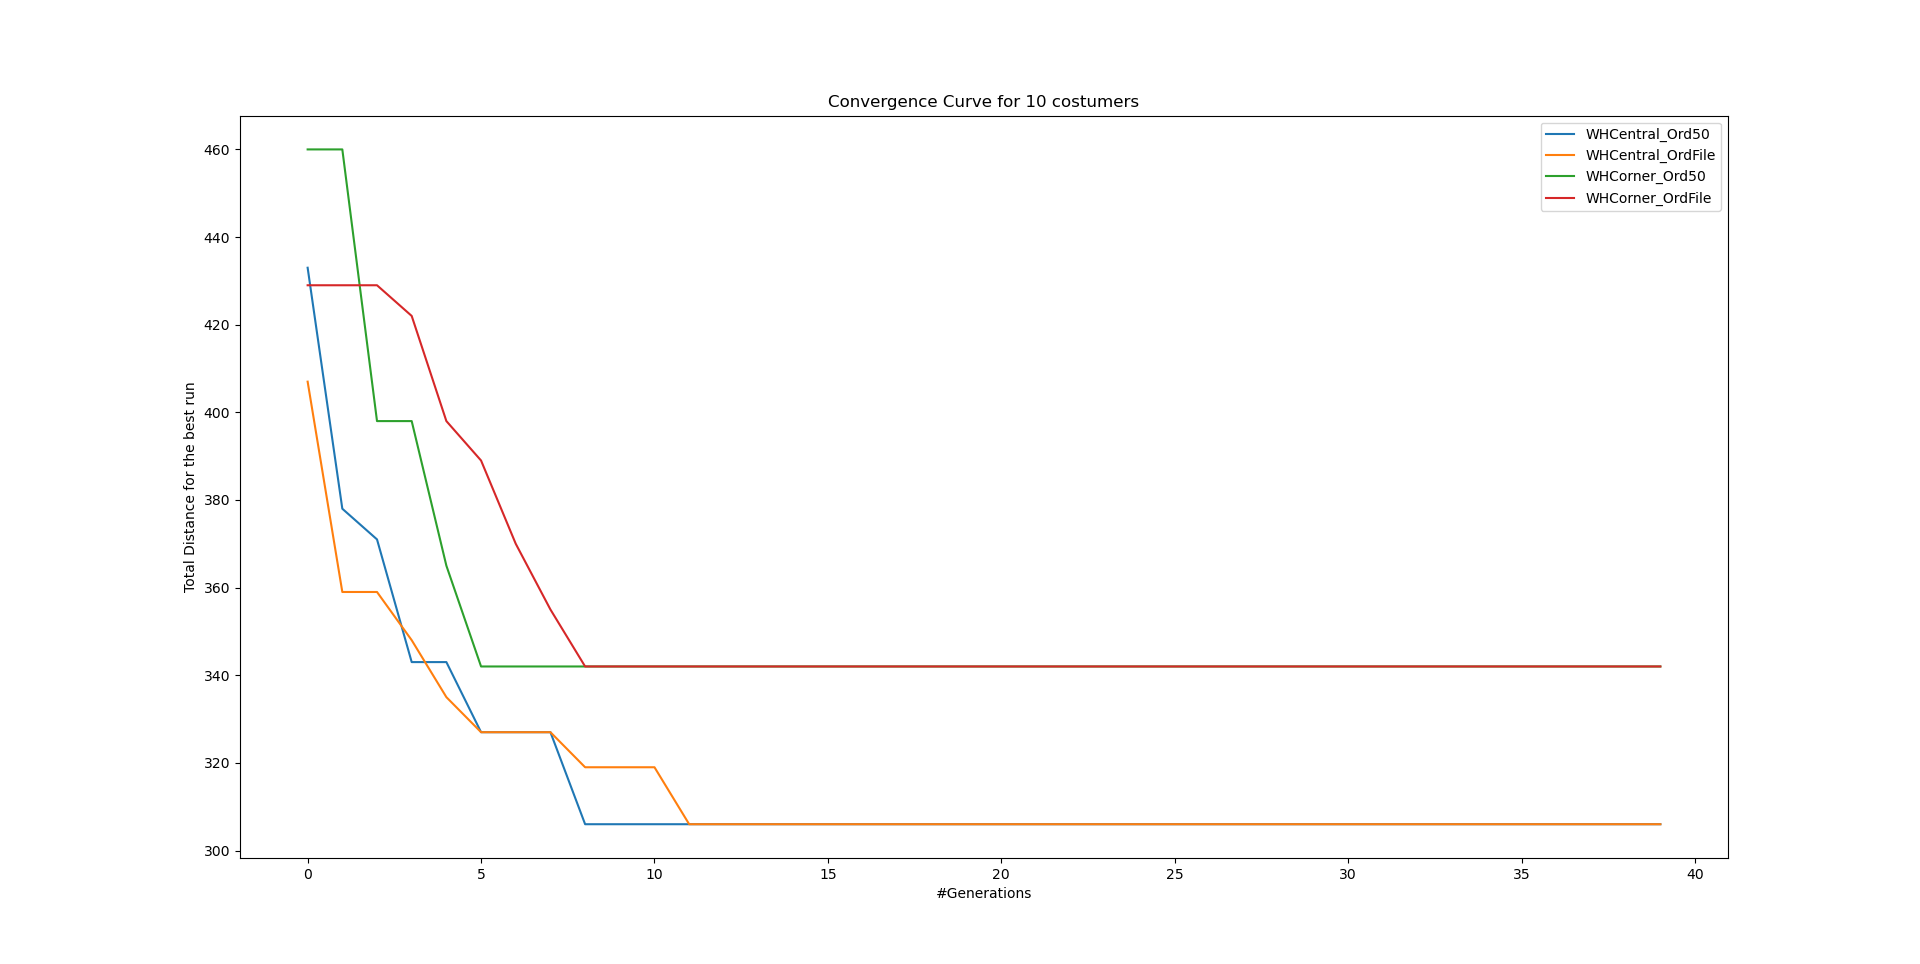 Convergence Curve for 10 costumers
WHCentral_Ord50
WHCentral_OrdFile
WHCorner_Ord50
WHCorner_OrdFile
Total Distance for the best run
460
440
420
400
380
360
340
320
300
0 5 10 15 20 25 30 35 40
#Generations